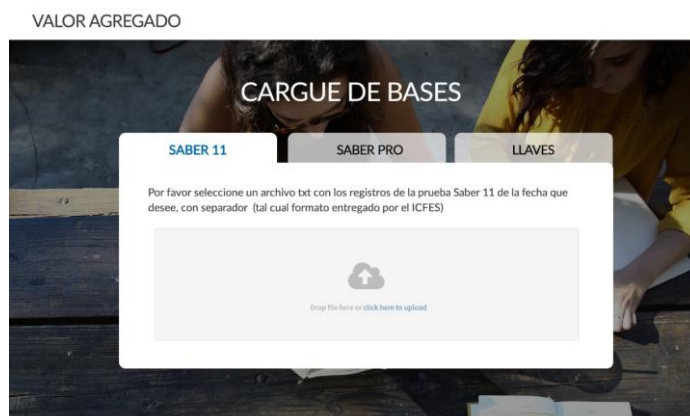 VALOR AGREGADO
CARGUE DE BASES
SABER 11
SABER PRO
LLAVES
Por favor seleccione un archivo txt con los registros de la prueba Saber 11 de la fecha que
desee, con separador (tal cual formato entregado por el ICFES)
Drop file here or click here to upload